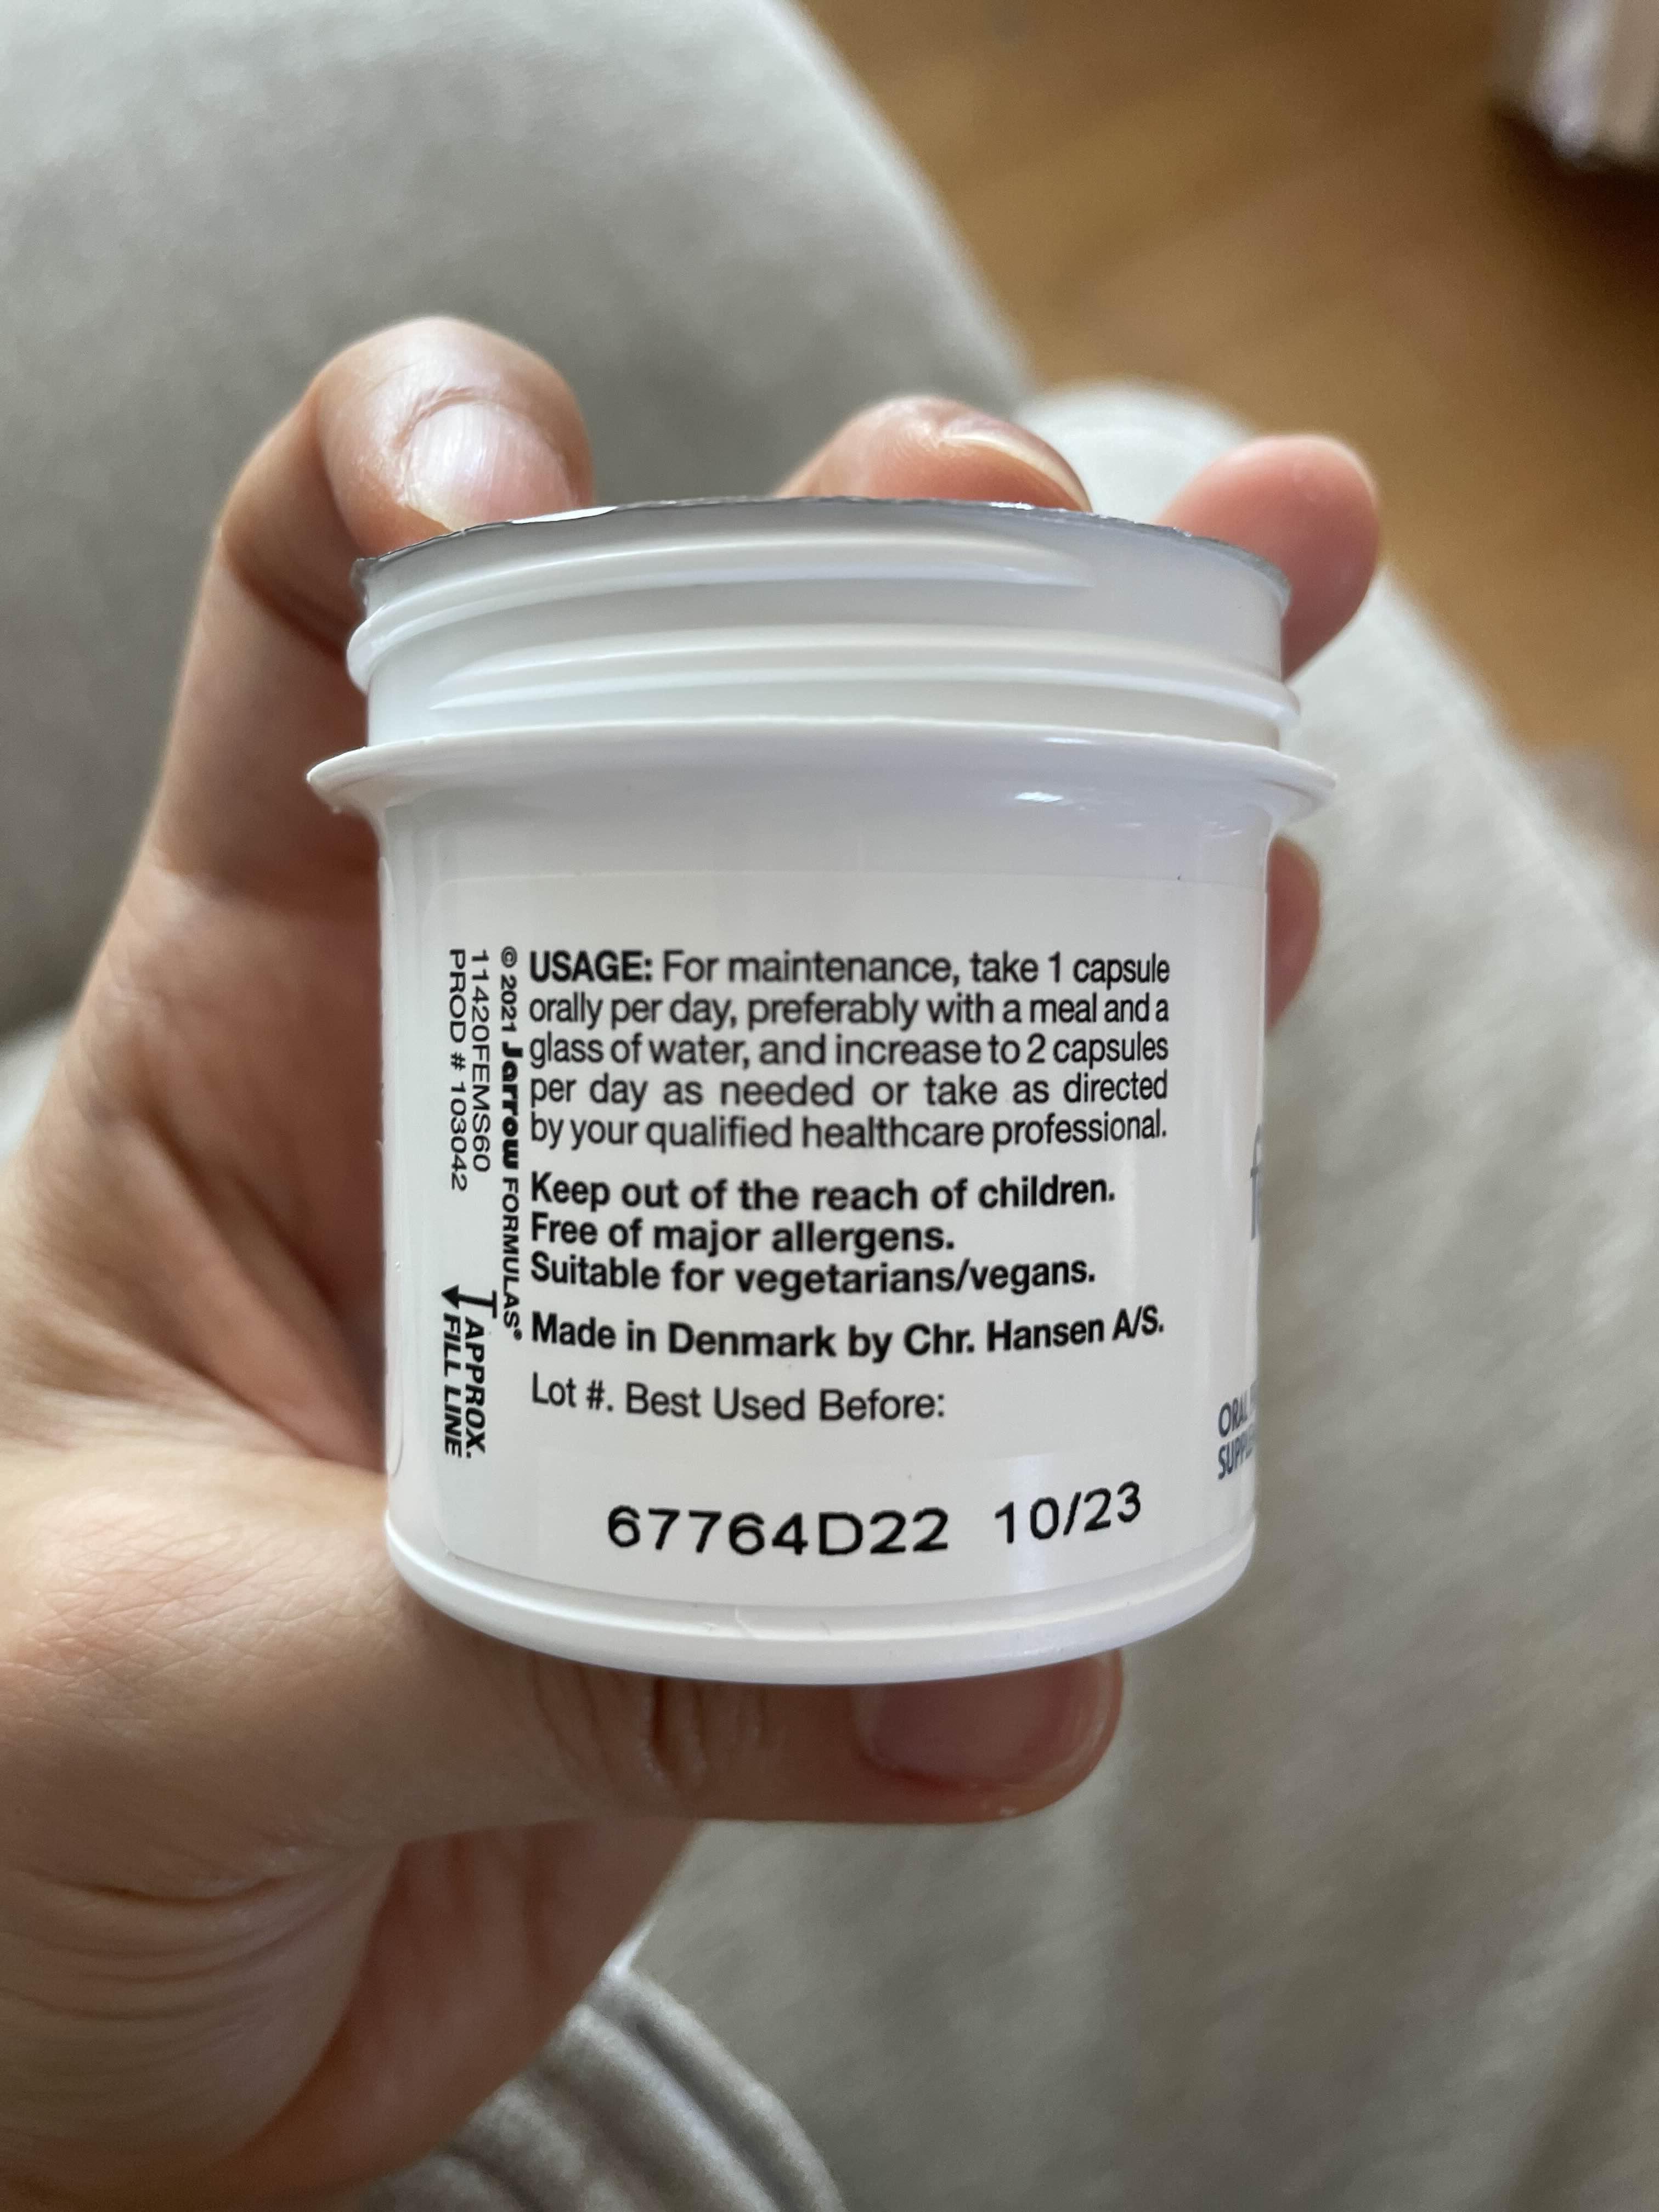 USAGE: For maintenance, take 1 capsule
orally per day, preferably with a meal and a
glass of water, and increase to 2 capsules
per day as needed or take as directed
by your qualified healthcare professional.
Keep out of the reach of children.
Free of major allergens.
Suitable for vegetarians/vegans.
Made in Denmark by Chr. Hansen A/S.
Lot #. Best Used Before:
67764D22 10/23
© 2021 Jarrow FORMULAS®
11420FEMS60
PROD # 103042
APPROX.
FILL LINE
ORAL